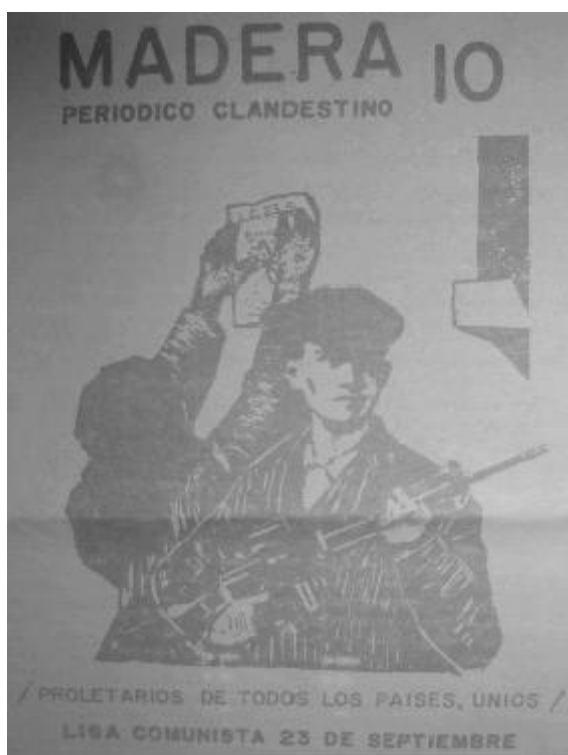 MADERA 10
PERIODICO CLANDESTINO
/ PROLETARIOS DE TODOS LOS PAISES, UNIOS /
LIGA COMUNISTA 23 DE SEPTIEMBRE